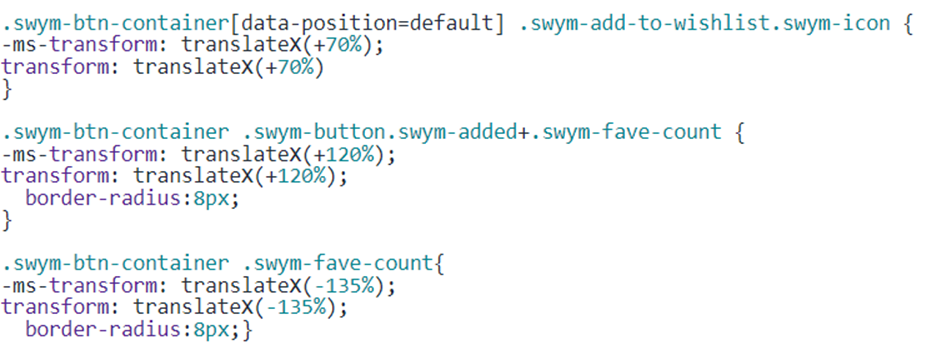 .swym-btn-container[data-position=default] .swym-add-to-wishlist.swym-icon {
-ms-transform: translateX(+70%);
transform: translateX(+70%)
}
.swym-btn-container .swym-button.swym-added+.swym-fave-count {
-ms-transform: translateX(+120%);
transform: translateX(+120%);
border-radius:8px;
}
.swym-btn-container .swym-fave-count{
-ms-transform: translateX(-135%);
transform: translateX(-135%);
border-radius:8px;}